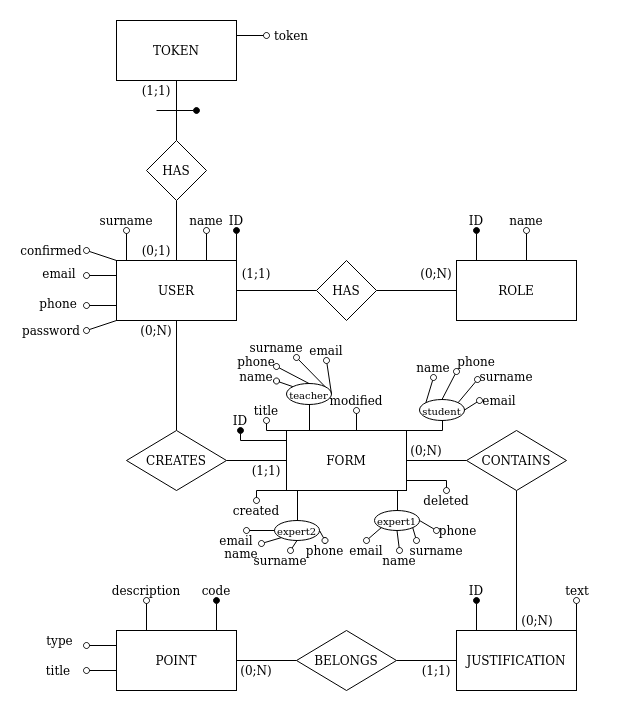 TOKEN
token
(1;1)
HAS
surname
name
ID
ID
name
confirmed
(0;1)
email
USER
(1;1)
HAS
(0;N)
ROLE
phone
password
(0;N)
surname
email
phone
name
teacher
modified
name
phone
surname
email
student
title
ID
CREATES
(1;1)
FORM
(0;N)
CONTAINS
created
deleted
expert2
email
name
surname
phone
expert1
email
name
surname
phone
description
code
ID
text
(0;N)
type
title
POINT
(0;N)
BELONGS
(1;1)
JUSTIFICATION